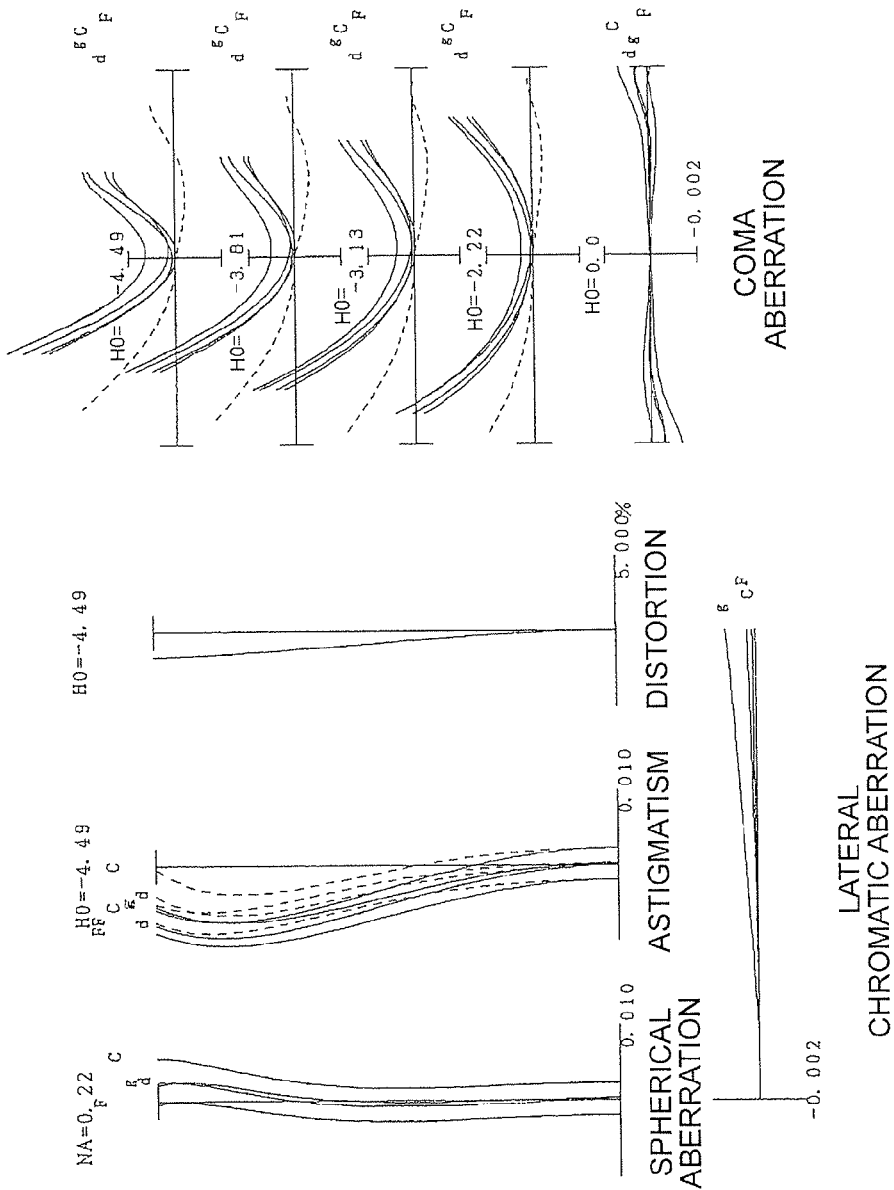 NA=0.22
F
g
d
C
0.010
SPHERICAL
ABERRATION
H0=-4.49
FF
C
C
d
g
d
0.010
ASTIGMATISM
H0=-4.49
5.000%
DISTORTION
-0.002
g
C F
LATERAL
CHROMATIC ABERRATION
H0=
-4.49
d g C F
H0=
-3.81
d g C F
H0=
-3.13
d g C F
H0=-2.22
d g C F
H0=0.0
C
d g F
-0.002
COMA
ABERRATION